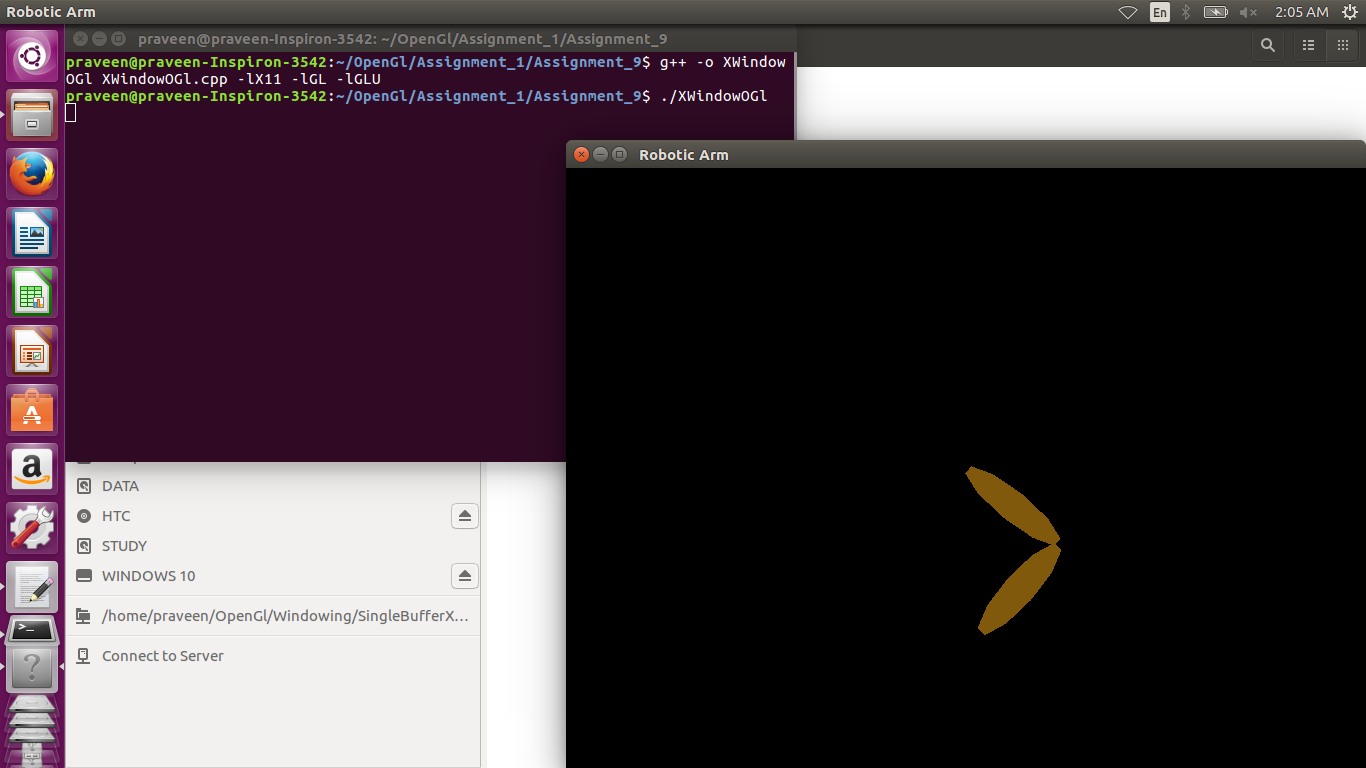 Robotic Arm
En
2:05 AM
praveen@praveen-Inspiron-3542: ~/OpenGl/Assignment_1/Assignment_9
praveen@praveen-Inspiron-3542:~/OpenGl/Assignment_1/Assignment_9$ g++ -o XWindow
OGl XWindowOGl.cpp -lX11 -lGL -lGLU
praveen@praveen-Inspiron-3542:~/OpenGl/Assignment_1/Assignment_9$ ./XWindowOGl
Robotic Arm
DATA
HTC
STUDY
WINDOWS 10
/home/praveen/OpenGl/Windowing/SingleBufferX...
Connect to Server